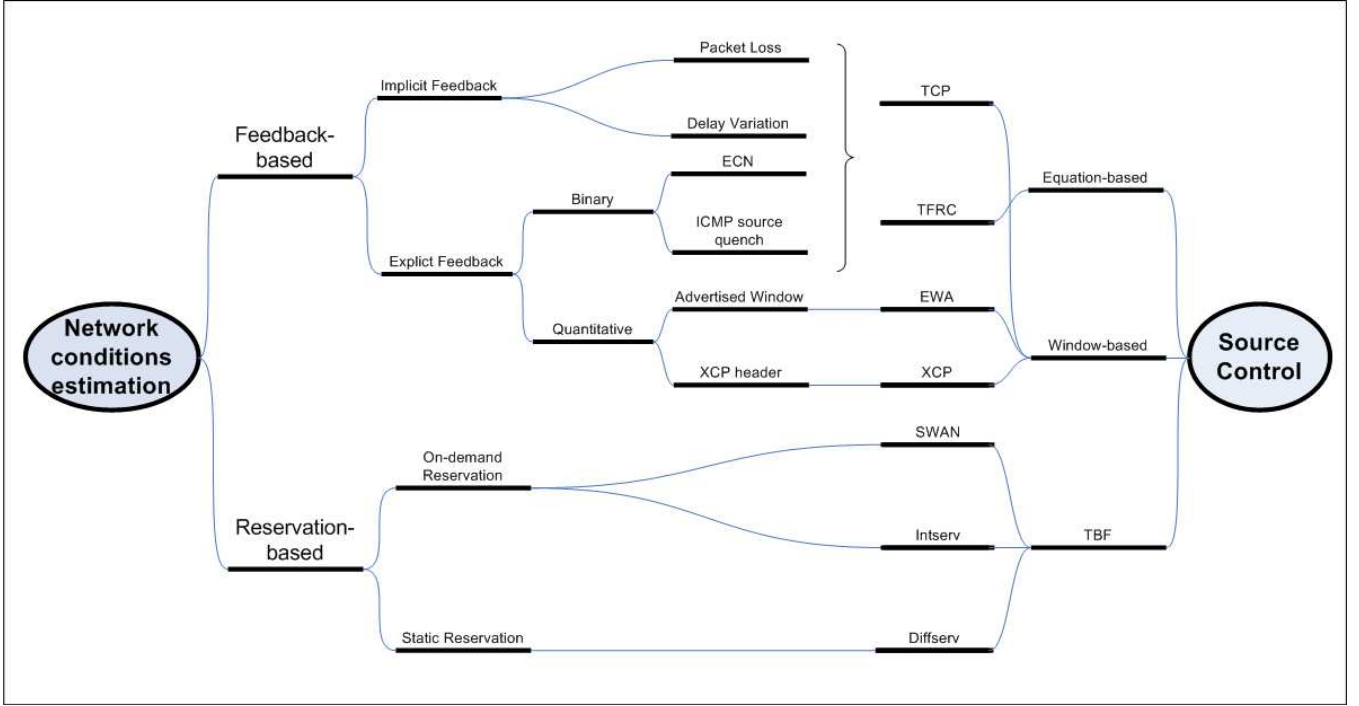 Network
conditions
estimation
Feedback-
based
Implicit Feedback
Packet Loss
Delay Variation
Explict Feedback
Binary
ECN
ICMP source
quench
Quantitative
Advertised Window
XCP header
Reservation-
based
On-demand
Reservation
Static Reservation
TCP
TFRC
EWA
XCP
SWAN
Intserv
Diffserv
Equation-based
Window-based
TBF
Source
Control